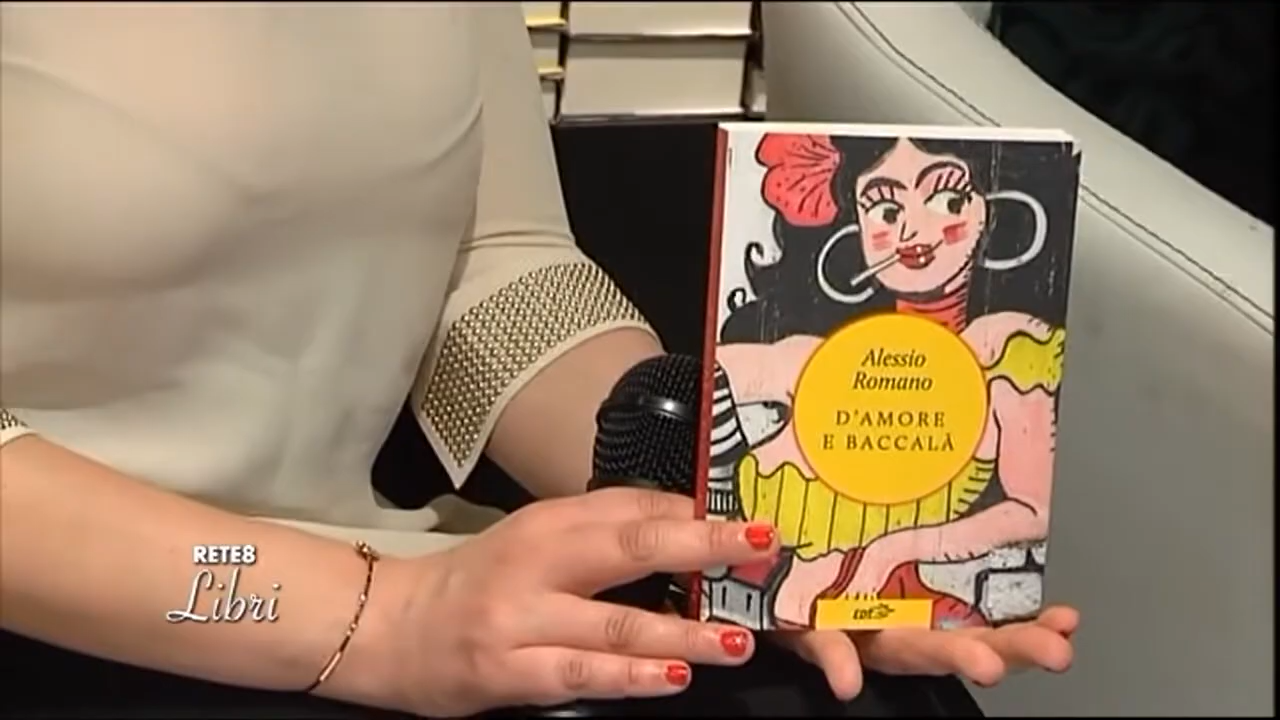 Alessio
Romano
D'AMORE
E BACCALÀ
EDT
RETE8
Libri